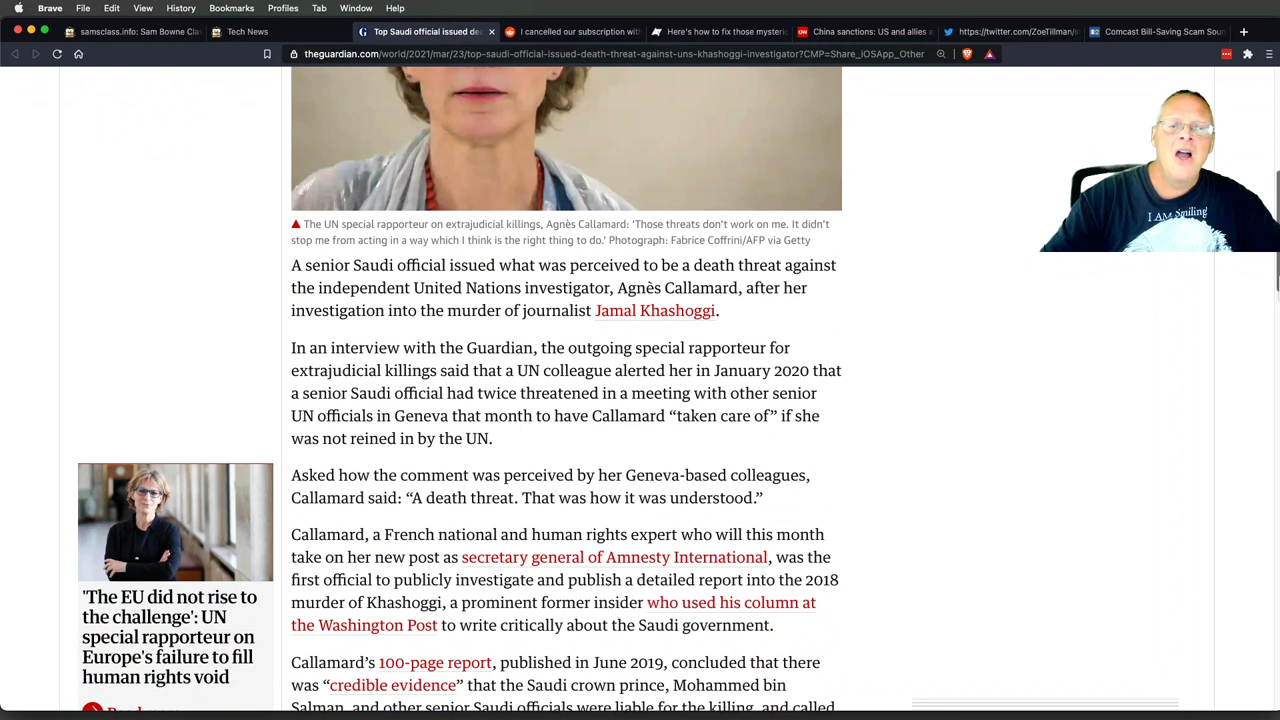 Brave File Edit View History Bookmarks Profiles Tab Window Help
samsclass.info: Sam Bowne Cla
Tech News
Top Saudi official issued de
I cancelled our subscription with
Here's how to fix those mysteri
China sanctions: US and allies a
https://twitter.com/ZoeTillman/s
Comcast Bill-Saving Scam Soun
theguardian.com/world/2021/mar/23/top-saudi-official-issued-death-threat-against-uns-khashoggi-investigator?CMP=Share_iOSApp_Other
I AM Smiling!
The UN special rapporteur on extrajudicial killings, Agnès Callamard: ‘Those threats don’t work on me. It didn’t
stop me from acting in a way which I think is the right thing to do.’ Photograph: Fabrice Coffrini/AFP via Getty
A senior Saudi official issued what was perceived to be a death threat against
the independent United Nations investigator, Agnès Callamard, after her
investigation into the murder of journalist Jamal Khashoggi.
In an interview with the Guardian, the outgoing special rapporteur for
extrajudicial killings said that a UN colleague alerted her in January 2020 that
a senior Saudi official had twice threatened in a meeting with other senior
UN officials in Geneva that month to have Callamard “taken care of” if she
was not reined in by the UN.
Asked how the comment was perceived by her Geneva-based colleagues,
Callamard said: “A death threat. That was how it was understood.”
Callamard, a French national and human rights expert who will this month
take on her new post as secretary general of Amnesty International, was the
first official to publicly investigate and publish a detailed report into the 2018
murder of Khashoggi, a prominent former insider who used his column at
the Washington Post to write critically about the Saudi government.
Callamard’s 100-page report, published in June 2019, concluded that there
was “credible evidence” that the Saudi crown prince, Mohammed bin
Salman, and other senior Saudi officials were liable for the killing, and called
'The EU did not rise to
the challenge': UN
special rapporteur on
Europe's failure to fill
human rights void